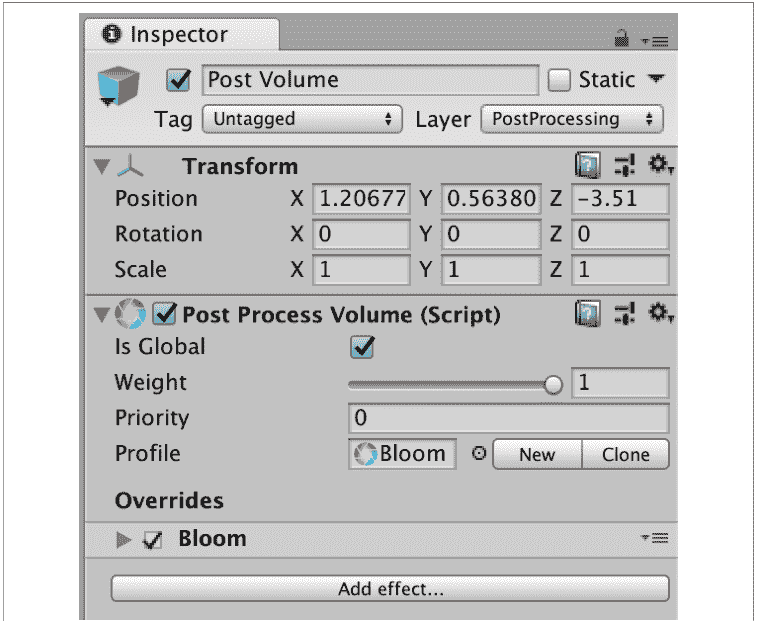 Inspector
Post Volume Static
Tag Untagged Layer PostProcessing
Transform
Position X 1.20677 Y 0.56380 Z -3.51
Rotation X 0 Y 0 Z 0
Scale X 1 Y 1 Z 1
Post Process Volume (Script)
Is Global
Weight 1
Priority 0
Profile Bloom New Clone
Overrides
Bloom
Add effect...